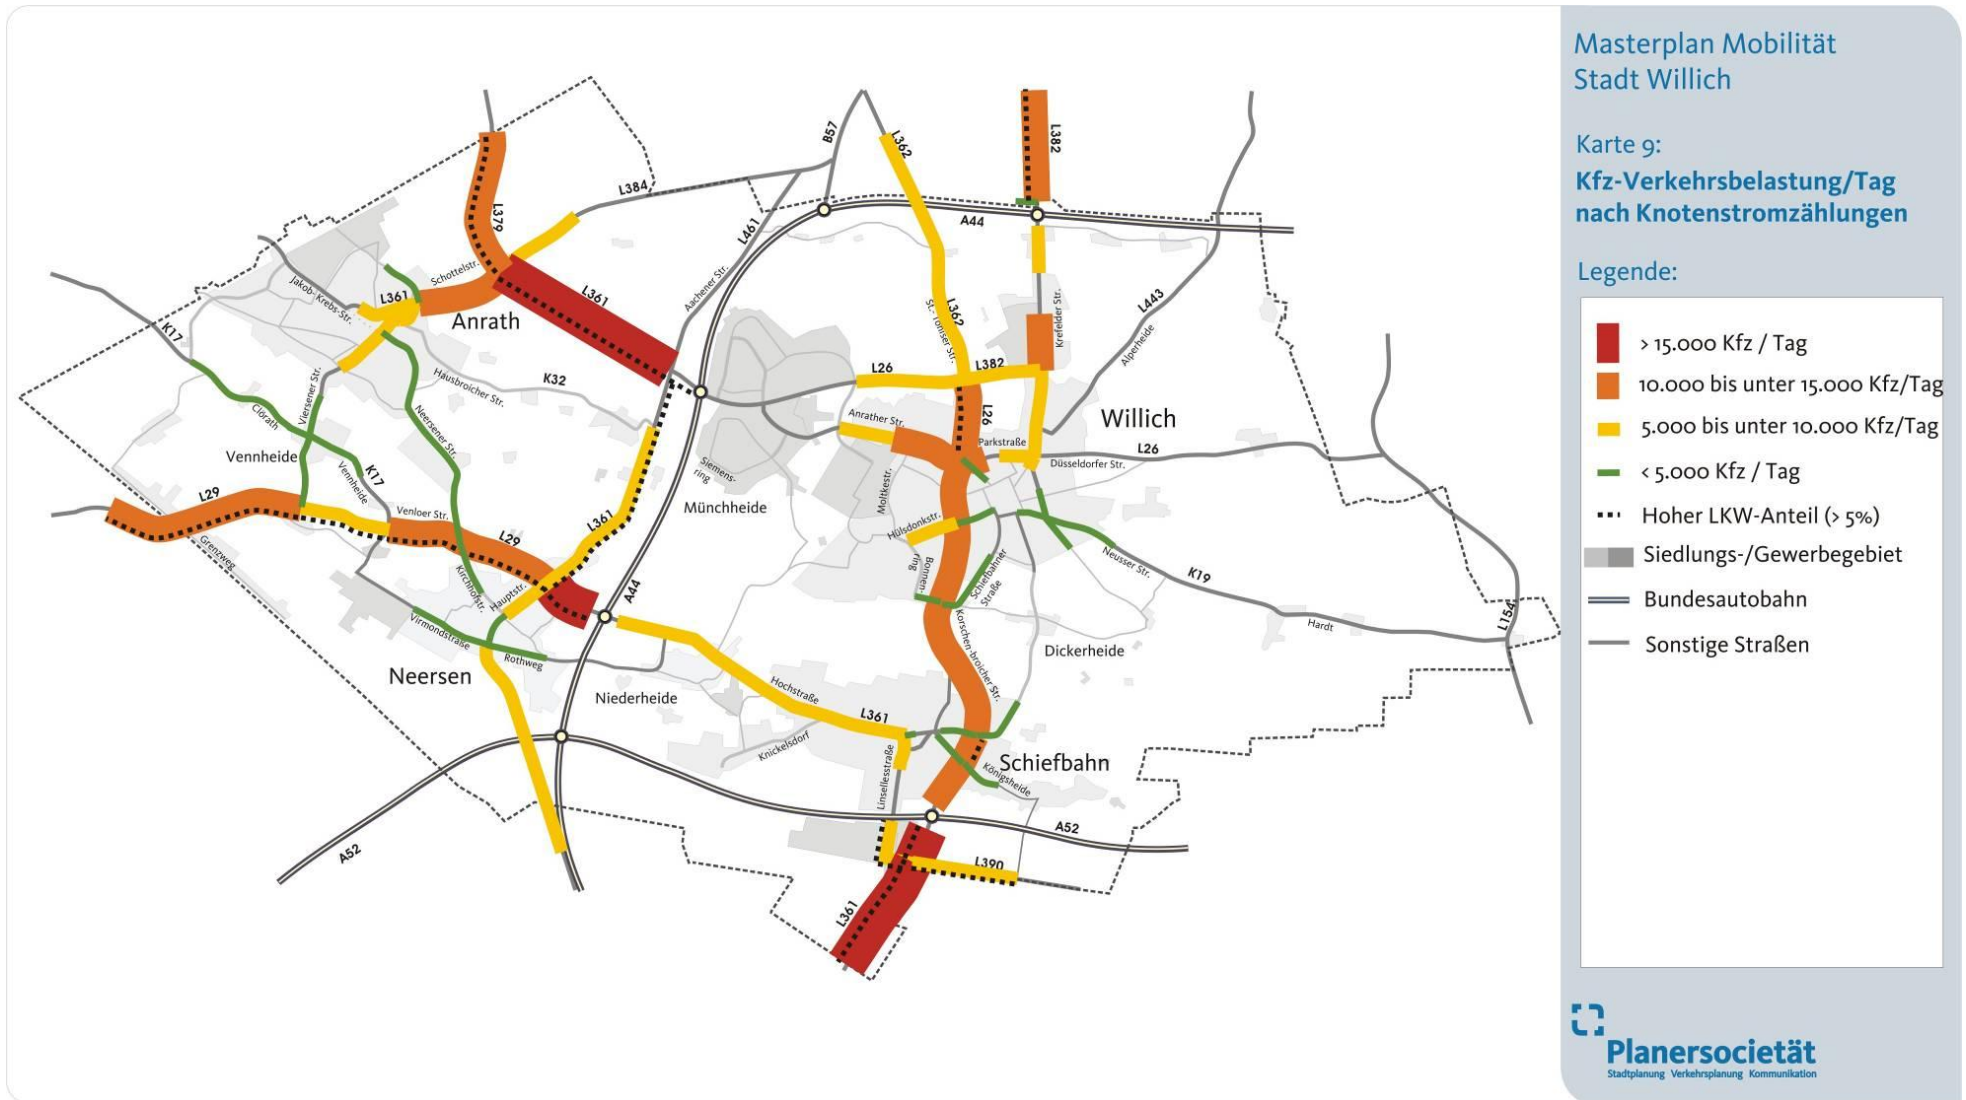 Masterplan Mobilität
Stadt Willich
Karte 9:
Kfz-Verkehrsbelastung/Tag
nach Knotenstromzählungen
Legende:
> 15.000 Kfz / Tag
10.000 bis unter 15.000 Kfz/Tag
5.000 bis unter 10.000 Kfz/Tag
< 5.000 Kfz / Tag
Hoher LKW-Anteil (> 5%)
Siedlungs-/Gewerbegebiet
Bundesautobahn
Sonstige Straßen
Planersocietät
Stadtplanung Verkehrsplanung Kommunikation
B57
L362
L382
L384
L379
L461
A44
Schottelstr.
Aachener Str.
Jakob-Krebs-Str.
L361
L361
Anrath
K17
L362
St.-Töniser Str.
Krefelder Str.
L443
Alperheide
L26
L382
K32
Hausbroicher Str.
Viersener Str.
Clörath
Neersener Str.
Anrather Str.
L26
Parkstraße
Willich
L26
Düsseldorfer Str.
Vennheide
Vennheide
K17
Siemens-
ring
Münchheide
Moltkestr.
L29
Venloer Str.
L29
L361
Hülsdonkstr.
Grenzweg
Kirchhofstr.
Hauptstr.
A44
Bonnen-
ring
Schiefbahner
Straße
Neusser Str.
K19
L154
Hardt
Virmondstraße
Rothweg
Neersen
Niederheide
Korschen-broicher Str.
Dickerheide
Hochstraße
L361
Knickelsdorf
Linsellesstraße
Schiefbahn
Königsheide
A52
A52
L390
L361